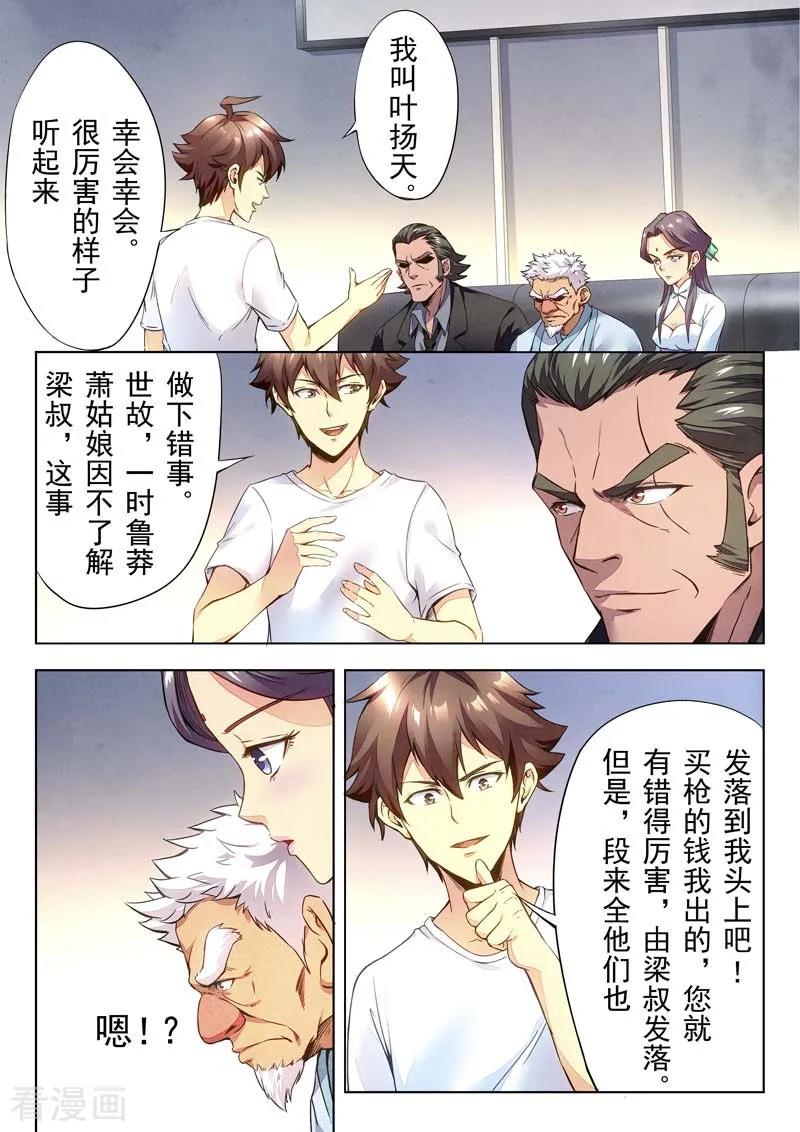 听起来
很厉害的样子
幸会幸会。
我叫叶扬天。
梁叔，这事
萧姑娘因不了解
世故，一时鲁莽
做下错事。
嗯！？
但是，段来全他们也
有错得厉害，由梁叔发落。
买枪的钱我出的，您就
发落到我头上吧！
看漫画